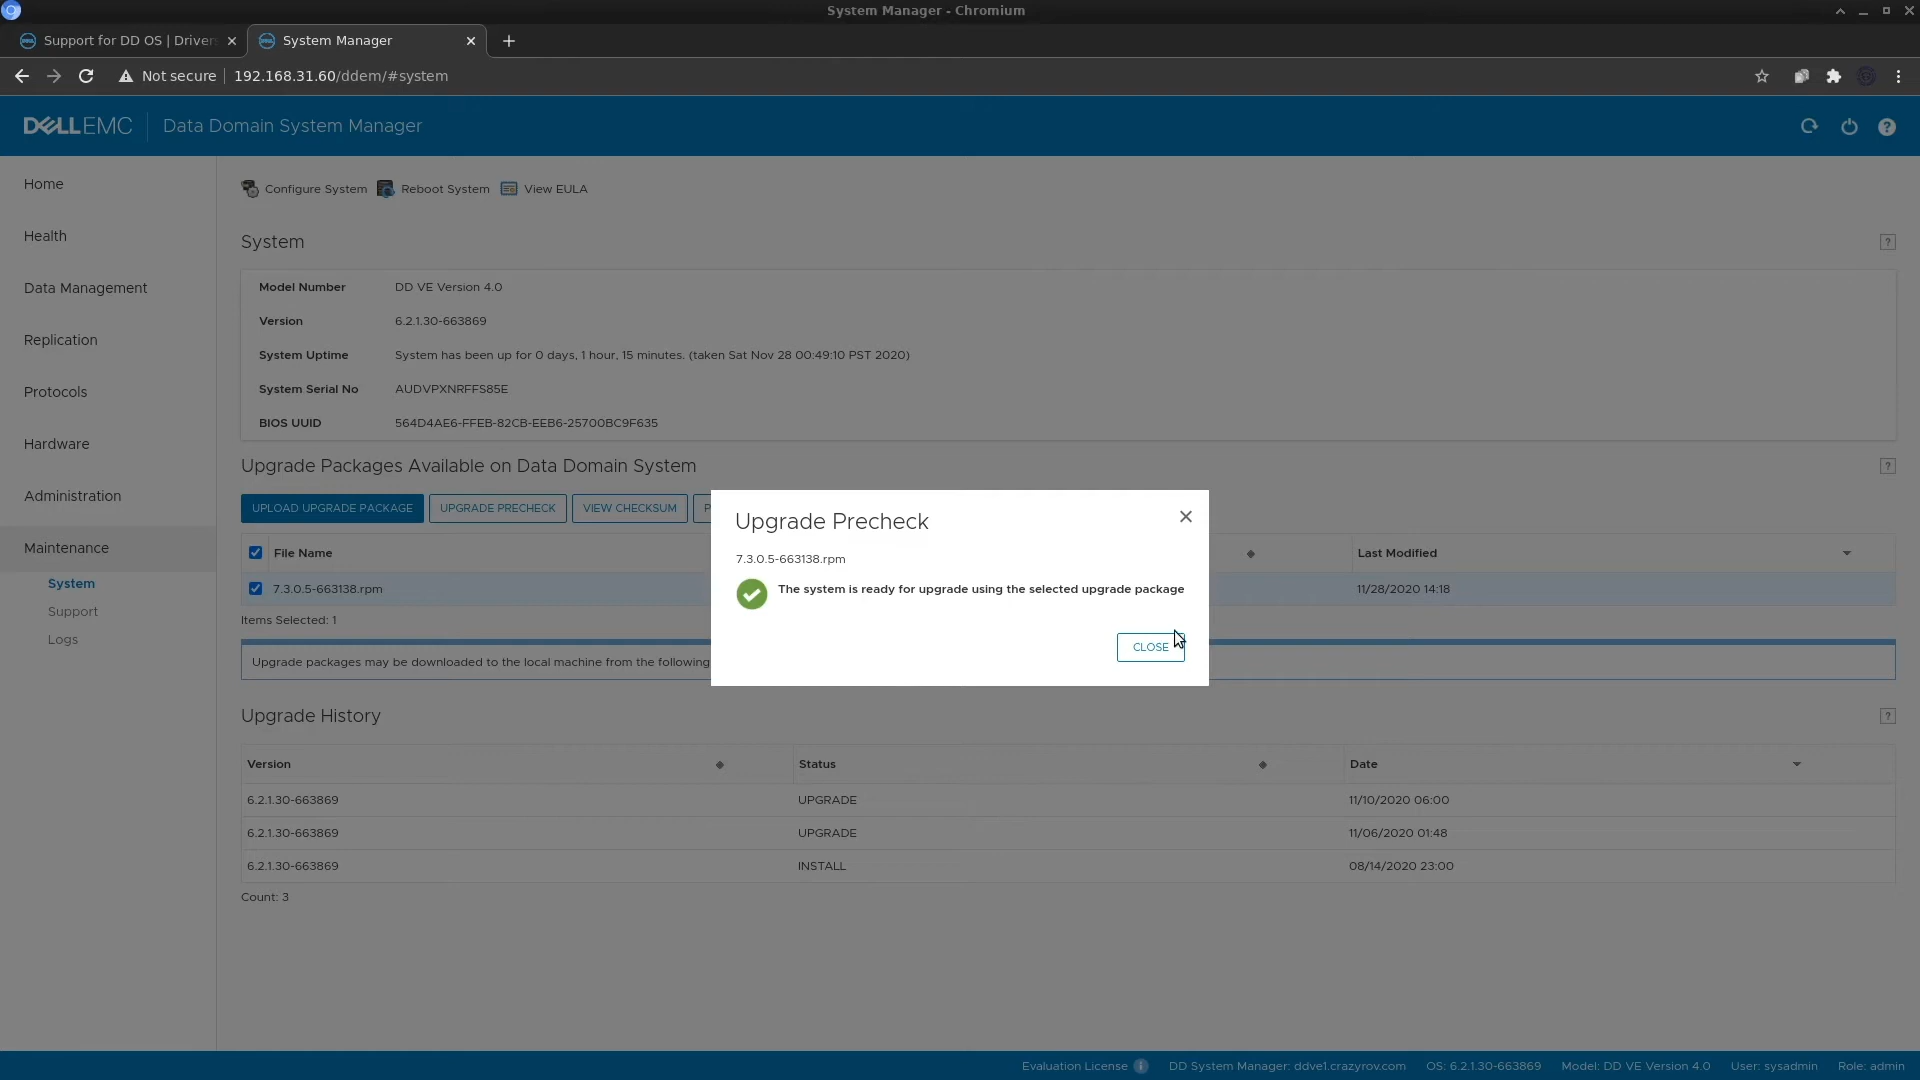 System Manager - Chromium
Support for DD OS | Driver
System Manager
Not secure
192.168.31.60/ddem/#system
DELLEMC
Data Domain System Manager
Home
Health
Data Management
Replication
Protocols
Hardware
Administration
Maintenance
System
Support
Logs
Configure System
Reboot System
View EULA
System
?
Model Number DD VE Version 4.0
Version 6.2.1.30-663869
System Uptime System has been up for 0 days, 1 hour, 15 minutes. (taken Sat Nov 28 00:49:10 PST 2020)
System Serial No AUDVPXNRFFS85E
BIOS UUID 564D4AE6-FFEB-82CB-EEB6-25700BC9F635
Upgrade Packages Available on Data Domain System
?
UPLOAD UPGRADE PACKAGE
UPGRADE PRECHECK
VIEW CHECKSUM
P
File Name
Last Modified
7.3.0.5-663138.rpm
11/28/2020 14:18
Items Selected: 1
Upgrade packages may be downloaded to the local machine from the following
Upgrade Precheck
7.3.0.5-663138.rpm
The system is ready for upgrade using the selected upgrade package
CLOSE
Upgrade History
?
Version Status Date
6.2.1.30-663869 UPGRADE 11/10/2020 06:00
6.2.1.30-663869 UPGRADE 11/06/2020 01:48
6.2.1.30-663869 INSTALL 08/14/2020 23:00
Count: 3
Evaluation License
DD System Manager: ddve1.crazyrov.com
OS: 6.2.1.30-663869
Model: DD VE Version 4.0
User: sysadmin
Role: admin